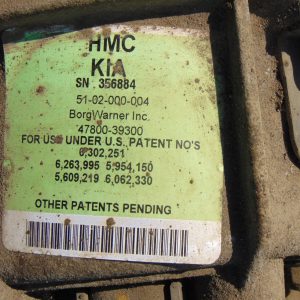 HMC
KIA
SN : 356884
51-02-000-004
BorgWarner Inc.
47800-39300
FOR USE UNDER U.S. PATENT NO'S
6,302,251
6,263,995 5,954,150
5,609,219 6,062,330
OTHER PATENTS PENDING